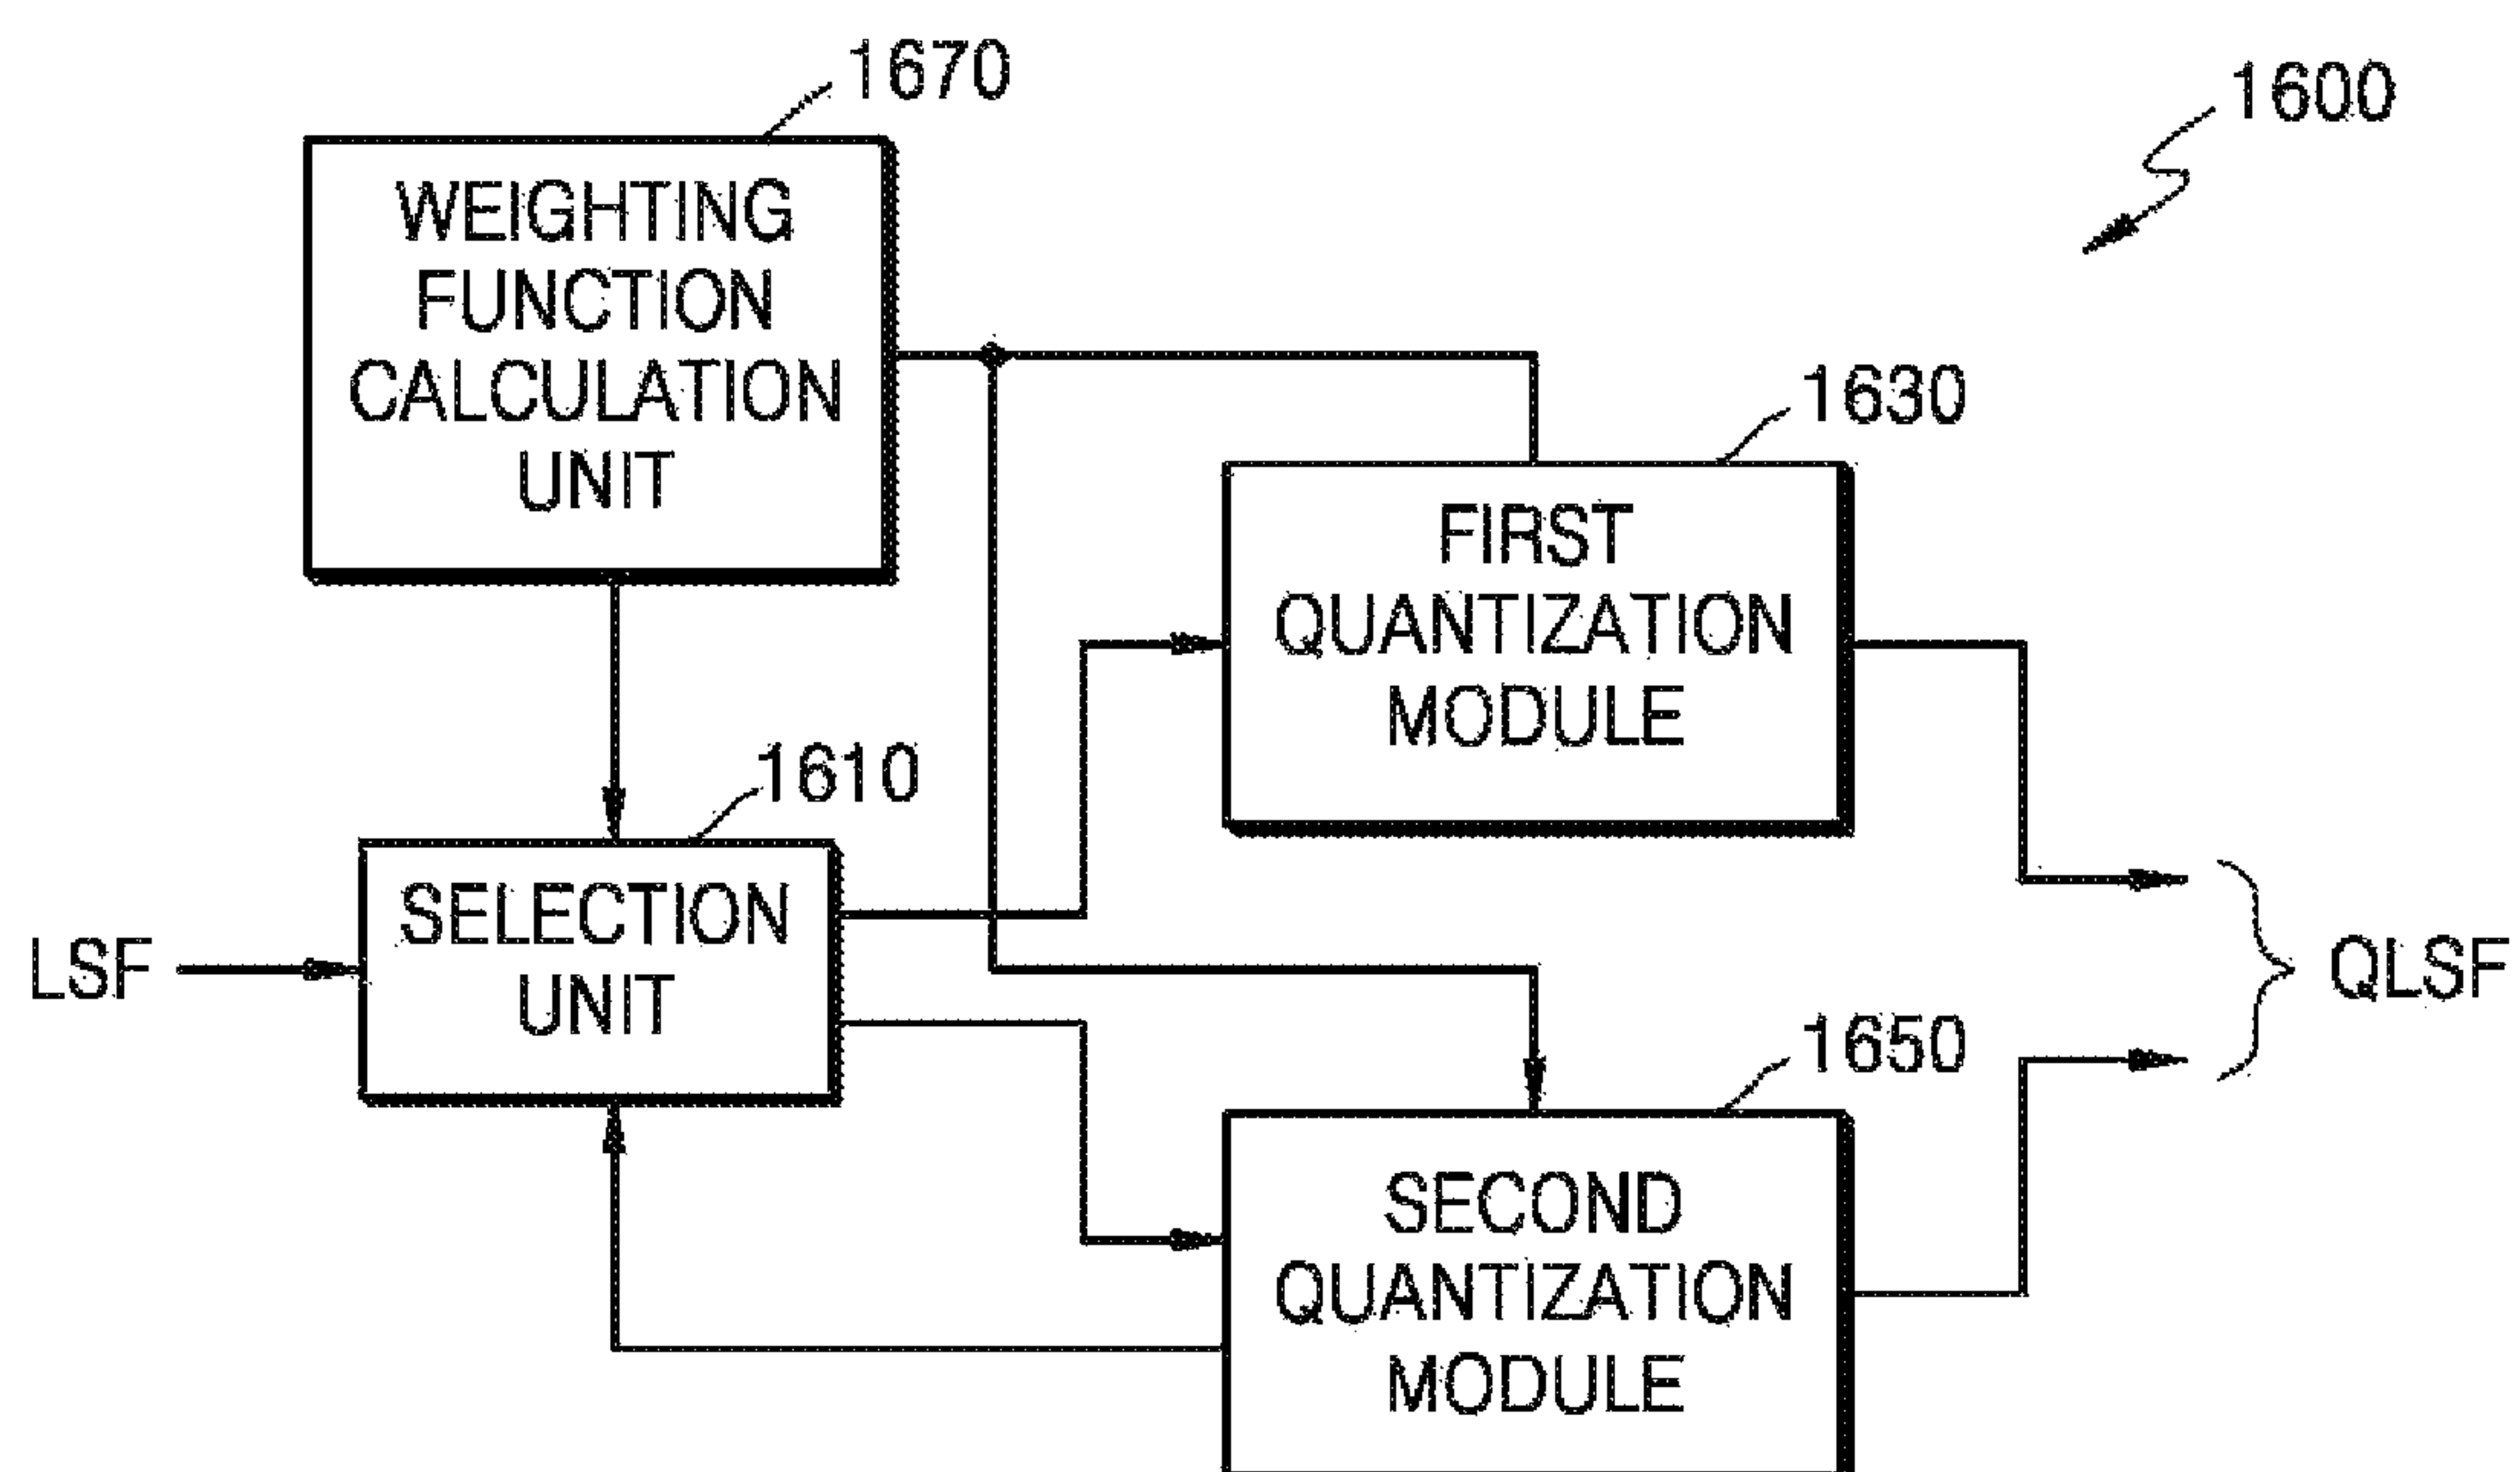 1670
1600
WEIGHTING
FUNCTION
CALCULATION
UNIT
1630
FIRST
QUANTIZATION
MODULE
1610
SELECTION
UNIT
LSF
QLSF
1650
SECOND
QUANTIZATION
MODULE